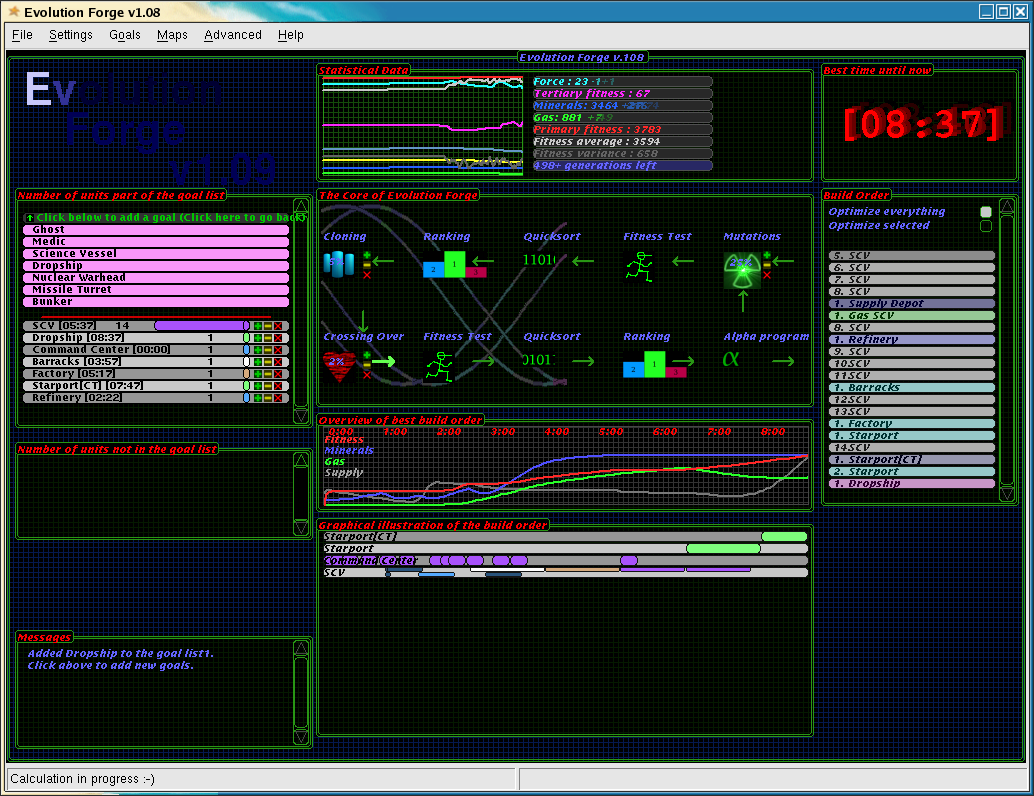 Evolution Forge v1.08
File Settings Goals Maps Advanced Help
Evolution Forge v.108
Ev
Forge
v1.09
Statistical Data
Force : 23
Tertiary fitness : 67
Minerals: 3464
Gas: 881
Primary fitness : 3783
Fitness average : 3594
Fitness variance : 658
498+ generations left
Best time until now
[08:37]
Number of units part of the goal list
↑ Click below to add a goal (Click here to go back)
Ghost
Medic
Science Vessel
Dropship
Nuclear Warhead
Missile Turret
Bunker
SCV [05:37] 14
Dropship [08:37] 1
Command Center [00:00] 1
Barracks [03:57] 1
Factory [05:17] 1
Starport[CT] [07:47] 1
Refinery [02:22] 1
Number of units not in the goal list
Messages
Added Dropship to the goal list1.
Click above to add new goals.
The Core of Evolution Forge
Cloning Ranking Quicksort Fitness Test Mutations
2 1 3 1101
Crossing Over Fitness Test Quicksort Ranking Alpha program
2% 0101 2 1 3 α
Overview of best build order
0:00 1:00 2:00 3:00 4:00 5:00 6:00 7:00 8:00
Fitness
Minerals
Gas
Supply
Graphical illustration of the build order
Starport[CT]
Starport
Command Center
SCV
Build Order
Optimize everything
Optimize selected
5. SCV
6. SCV
7. SCV
8. SCV
1. Supply Depot
1. Gas SCV
8. SCV
1. Refinery
9. SCV
10SCV
11SCV
1. Barracks
12SCV
13SCV
1. Factory
1. Starport
14SCV
1. Starport[CT]
2. Starport
1. Dropship
Calculation in progress :-)